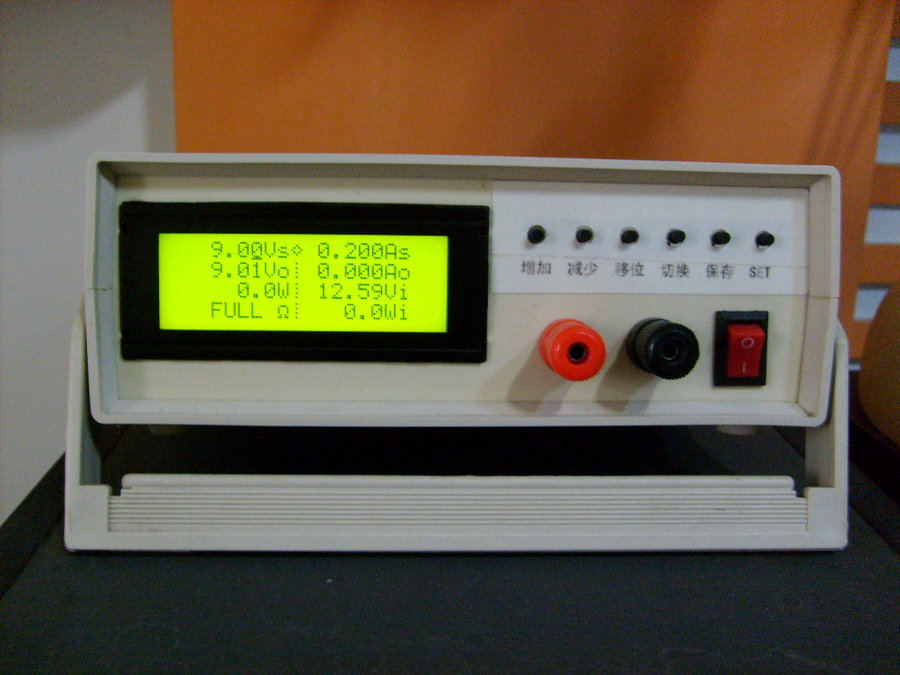 9.00Vs⋄ 0.200As
9.01Vo⋮ 0.000Ao
0.0W⋮ 12.59Vi
FULL Ω⋮ 0.0Wi
增加 减少 移位 切换 保存 SET
O
I